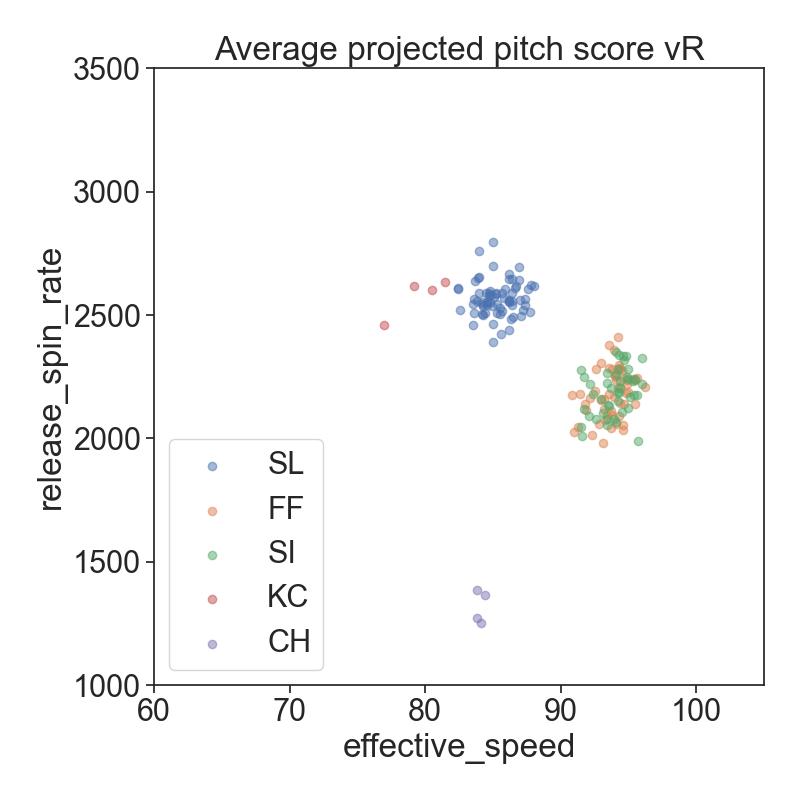 Average projected pitch score vR
3500
3000
2500
2000
1500
1000
release_spin_rate
SL
FF
SI
KC
CH
60 70 80 90 100
effective_speed